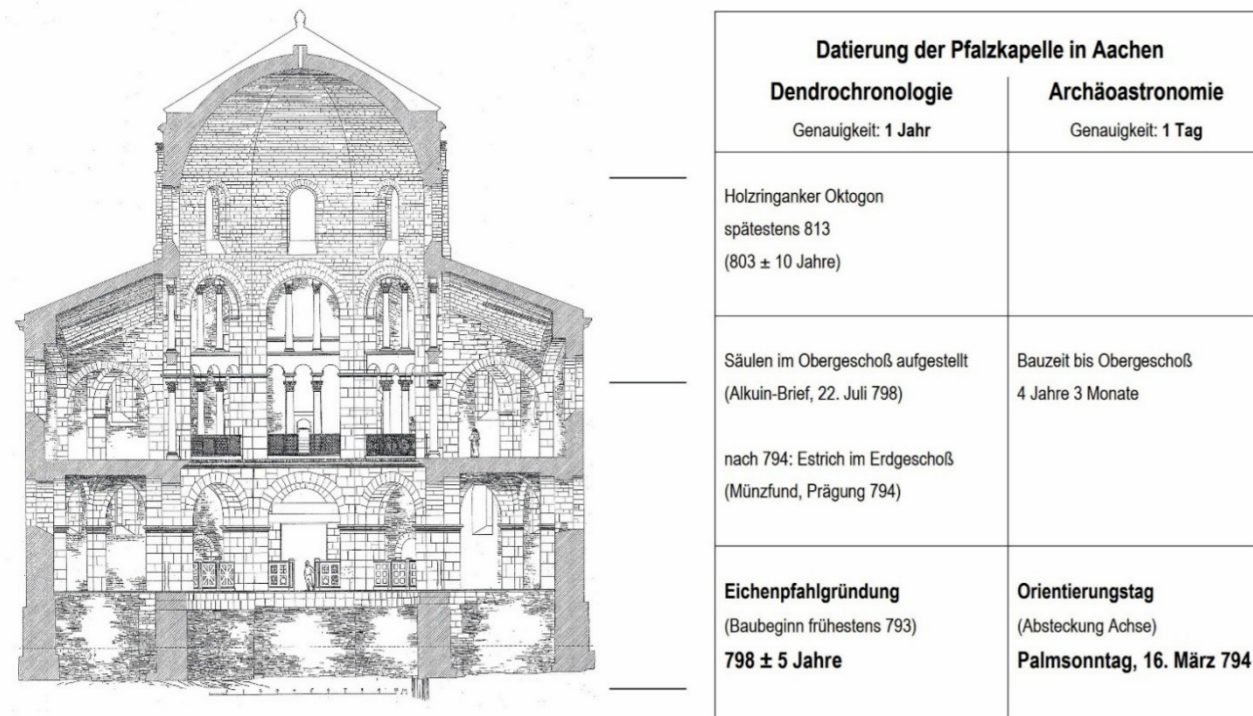 Datierung der Pfalzkapelle in Aachen
Dendrochronologie
Genauigkeit: 1 Jahr
Archäoastronomie
Genauigkeit: 1 Tag
Holzringanker Oktogon
spätestens 813
(803 ± 10 Jahre)
Säulen im Obergeschoß aufgestellt
(Alkuin-Brief, 22. Juli 798)
nach 794: Estrich im Erdgeschoß
(Münzfund, Prägung 794)
Bauzeit bis Obergeschoß
4 Jahre 3 Monate
Eichenpfahlgründung
(Baubeginn frühestens 793)
798 ± 5 Jahre
Orientierungstag
(Absteckung Achse)
Palmsonntag, 16. März 794